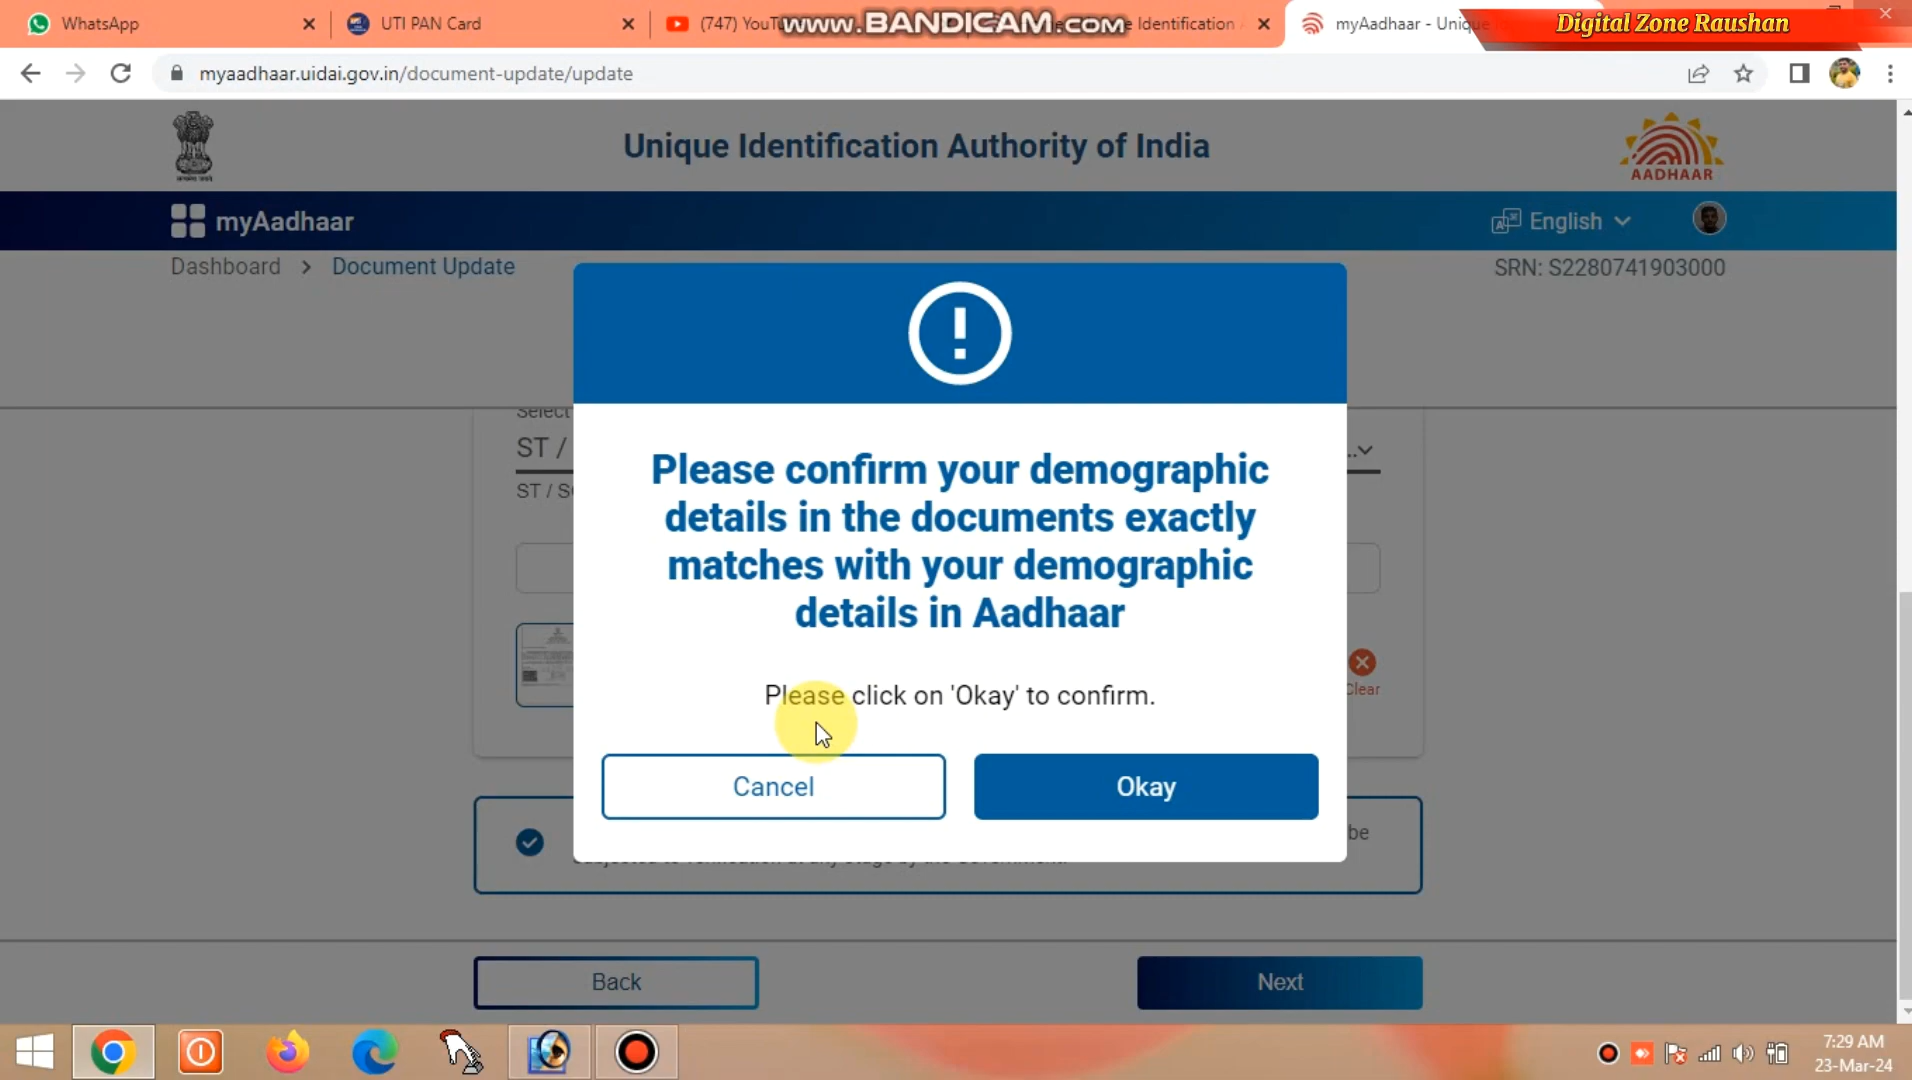 WhatsApp
UTI PAN Card
(747) YouTu
www.BANDICAM.com
Identification
myAadhaar - Uniqu
Digital Zone Raushan
myaadhaar.uidai.gov.in/document-update/update
Unique Identification Authority of India
AADHAAR
myAadhaar
English
Dashboard > Document Update
SRN: S2280741903000
Select
ST /
ST / S
Please confirm your demographic
details in the documents exactly
matches with your demographic
details in Aadhaar
Please click on 'Okay' to confirm.
Clear
Cancel
Okay
be
Back
Next
7:29 AM
23-Mar-24